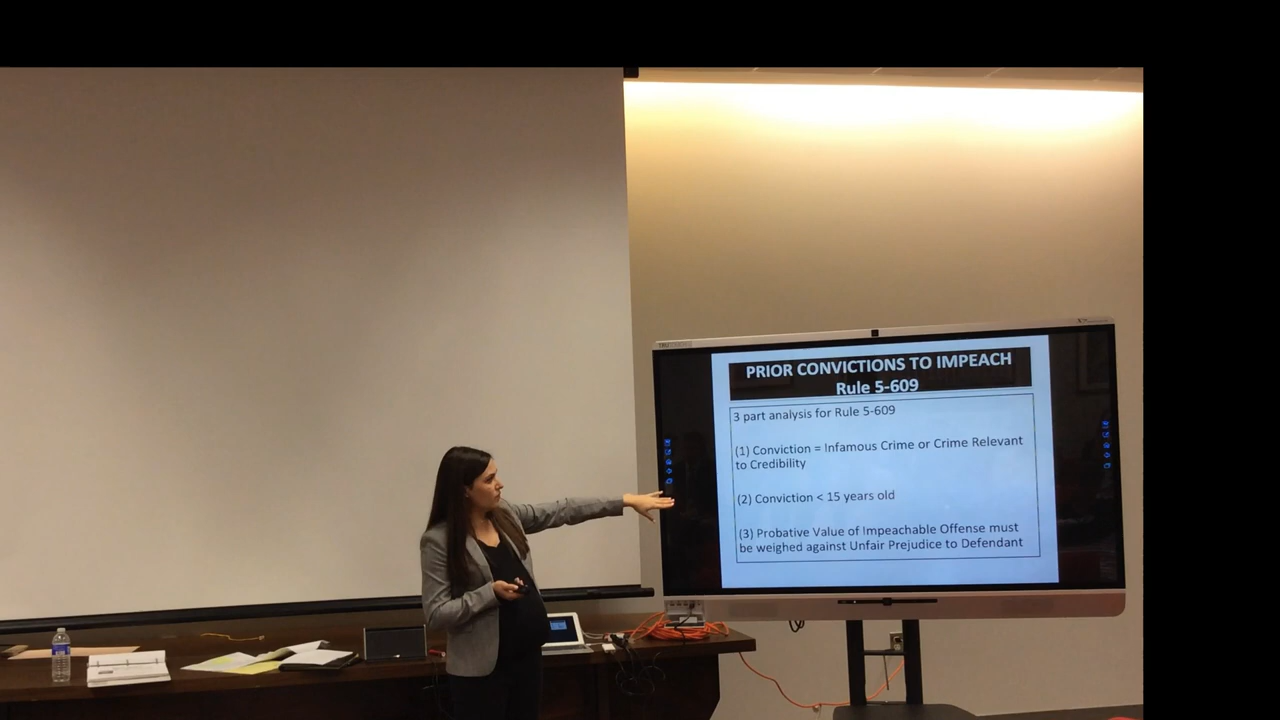 PRIOR CONVICTIONS TO IMPEACH
Rule 5-609
3 part analysis for Rule 5-609
(1) Conviction = Infamous Crime or Crime Relevant
to Credibility
(2) Conviction < 15 years old
(3) Probative Value of Impeachable Offense must
be weighed against Unfair Prejudice to Defendant